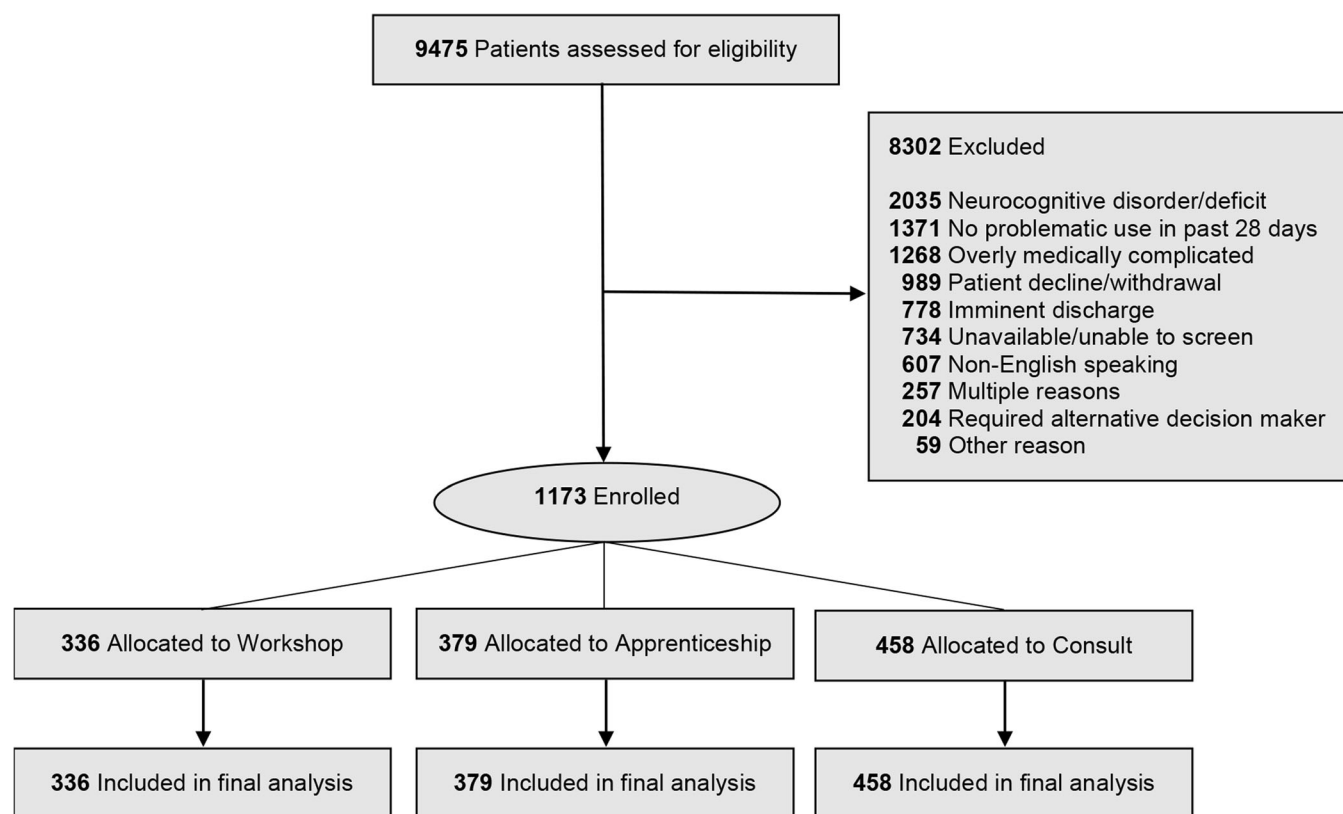 9475 Patients assessed for eligibility
8302 Excluded
2035 Neurocognitive disorder/deficit
1371 No problematic use in past 28 days
1268 Overly medically complicated
989 Patient decline/withdrawal
778 Imminent discharge
734 Unavailable/unable to screen
607 Non-English speaking
257 Multiple reasons
204 Required alternative decision maker
59 Other reason
1173 Enrolled
336 Allocated to Workshop
379 Allocated to Apprenticeship
458 Allocated to Consult
336 Included in final analysis
379 Included in final analysis
458 Included in final analysis